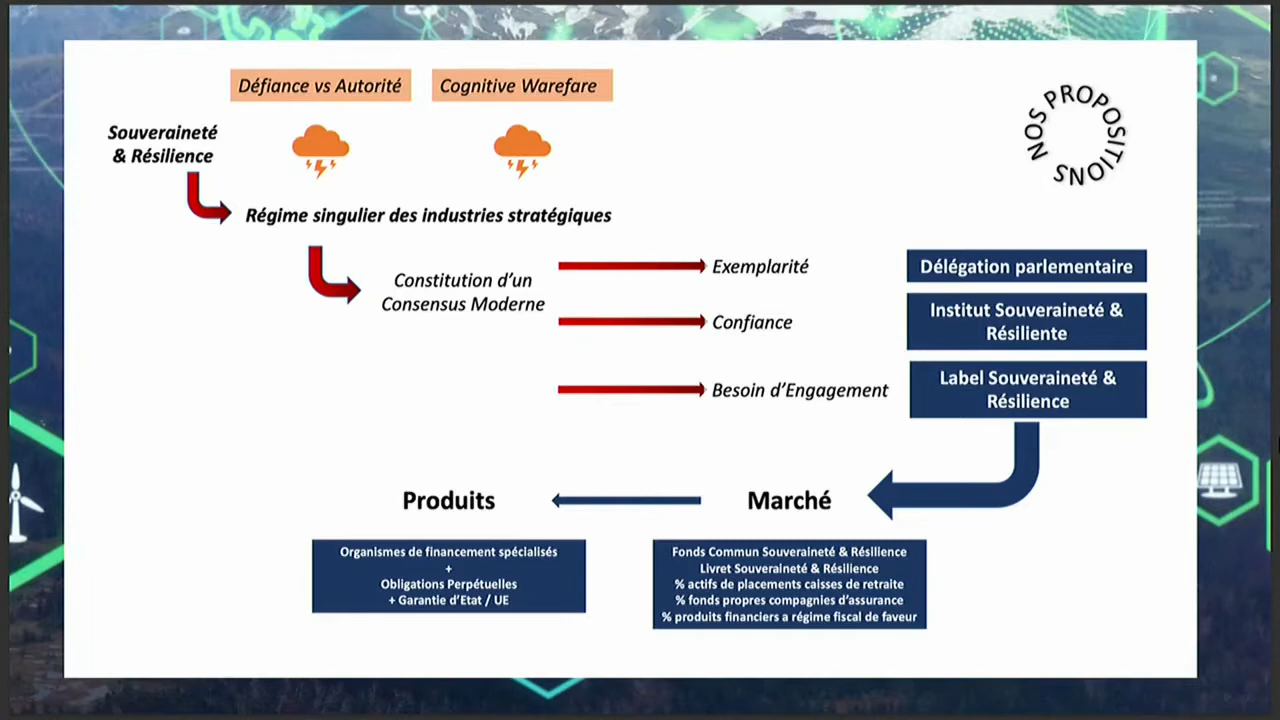 Défiance vs Autorité
Cognitive Warefare
NOS PROPOSITIONS
Souveraineté
& Résilience
Régime singulier des industries stratégiques
Constitution d’un
Consensus Moderne
Exemplarité
Confiance
Besoin d’Engagement
Délégation parlementaire
Institut Souveraineté &
Résiliente
Label Souveraineté &
Résilience
Produits
Marché
Organismes de financement spécialisés
+
Obligations Perpétuelles
+ Garantie d’Etat / UE
Fonds Commun Souveraineté & Résilience
Livret Souveraineté & Résilience
% actifs de placements caisses de retraite
% fonds propres compagnies d’assurance
% produits financiers a régime fiscal de faveur